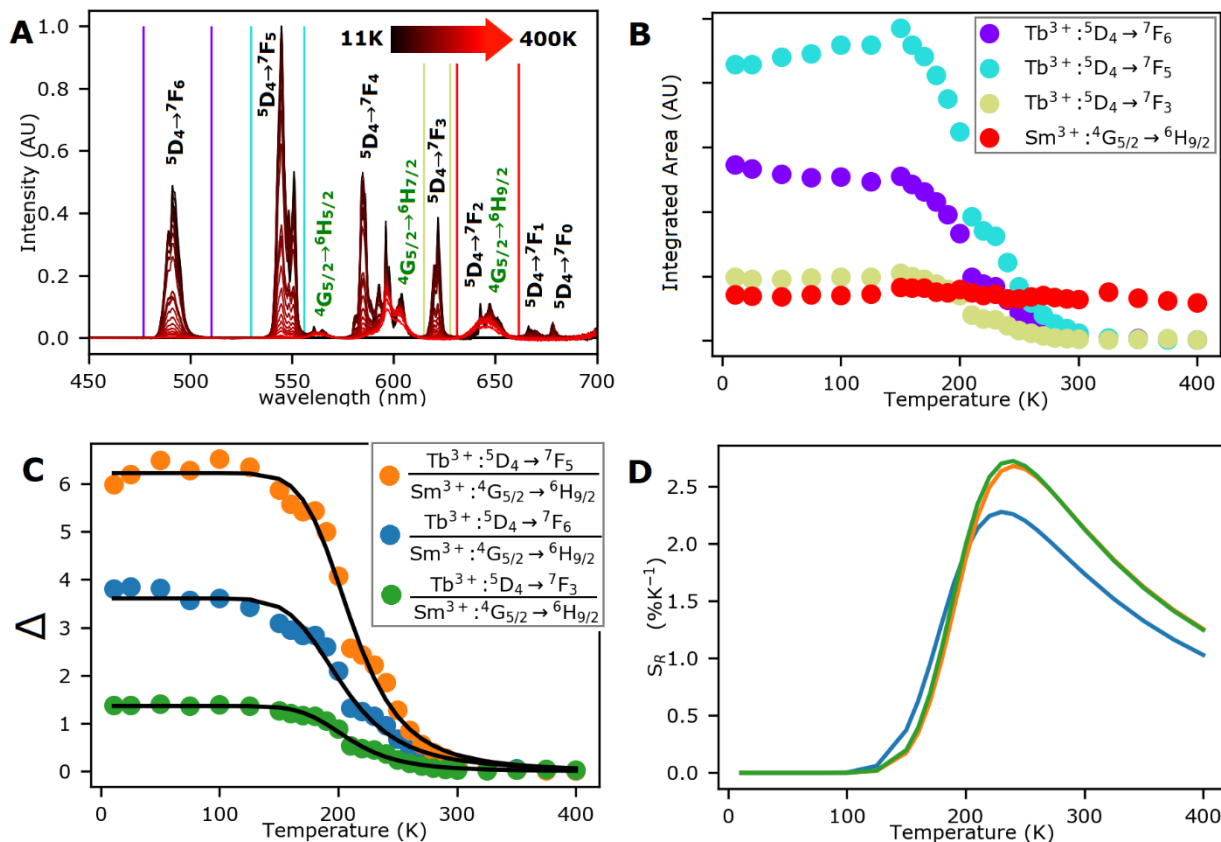 A
Intensity (AU)
1.0
0.8
0.6
0.4
0.2
0.0
450 500 550 600 650 700
wavelength (nm)
11K 400K
⁵D₄→⁷F₆
⁵D₄→⁷F₅
⁴G₅/₂→⁶H₅/₂
⁵D₄→⁷F₄
⁴G₅/₂→⁶H₇/₂
⁵D₄→⁷F₃
⁵D₄→⁷F₂
⁴G₅/₂→⁶H₉/₂
⁵D₄→⁷F₁
⁵D₄→⁷F₀
B
Integrated Area (AU)
Tb³⁺:⁵D₄→⁷F₆
Tb³⁺:⁵D₄→⁷F₅
Tb³⁺:⁵D₄→⁷F₃
Sm³⁺:⁴G₅/₂→⁶H₉/₂
0 100 200 300 400
Temperature (K)
C
Δ
6
5
4
3
2
1
0
Tb³⁺:⁵D₄→⁷F₅
Sm³⁺:⁴G₅/₂→⁶H₉/₂
Tb³⁺:⁵D₄→⁷F₆
Sm³⁺:⁴G₅/₂→⁶H₉/₂
Tb³⁺:⁵D₄→⁷F₃
Sm³⁺:⁴G₅/₂→⁶H₉/₂
0 100 200 300 400
Temperature (K)
D
S_R (%K⁻¹)
2.5
2.0
1.5
1.0
0.5
0.0
0 100 200 300 400
Temperature (K)